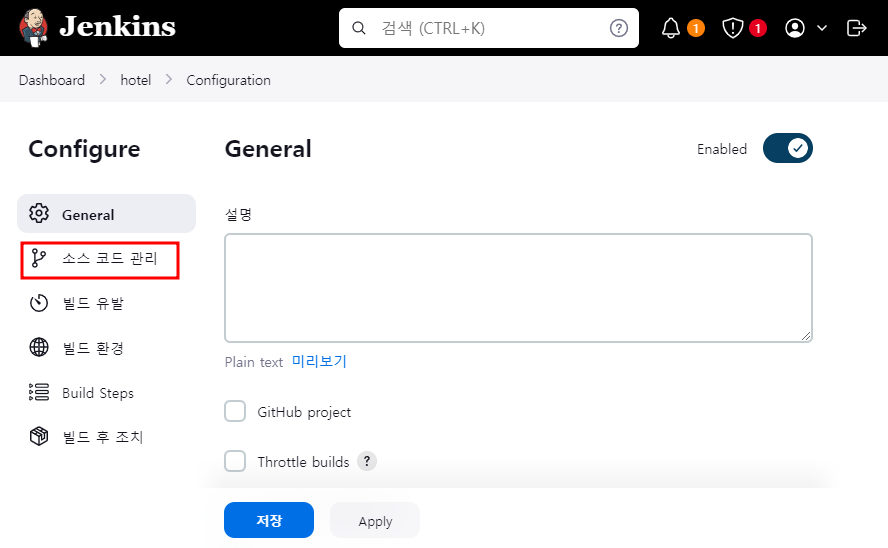 Jenkins
검색 (CTRL+K)
?
1
1
Dashboard
hotel
Configuration
Configure
General
소스 코드 관리
빌드 유발
빌드 환경
Build Steps
빌드 후 조치
General
Enabled
설명
Plain text 미리보기
GitHub project
Throttle builds ?
저장
Apply